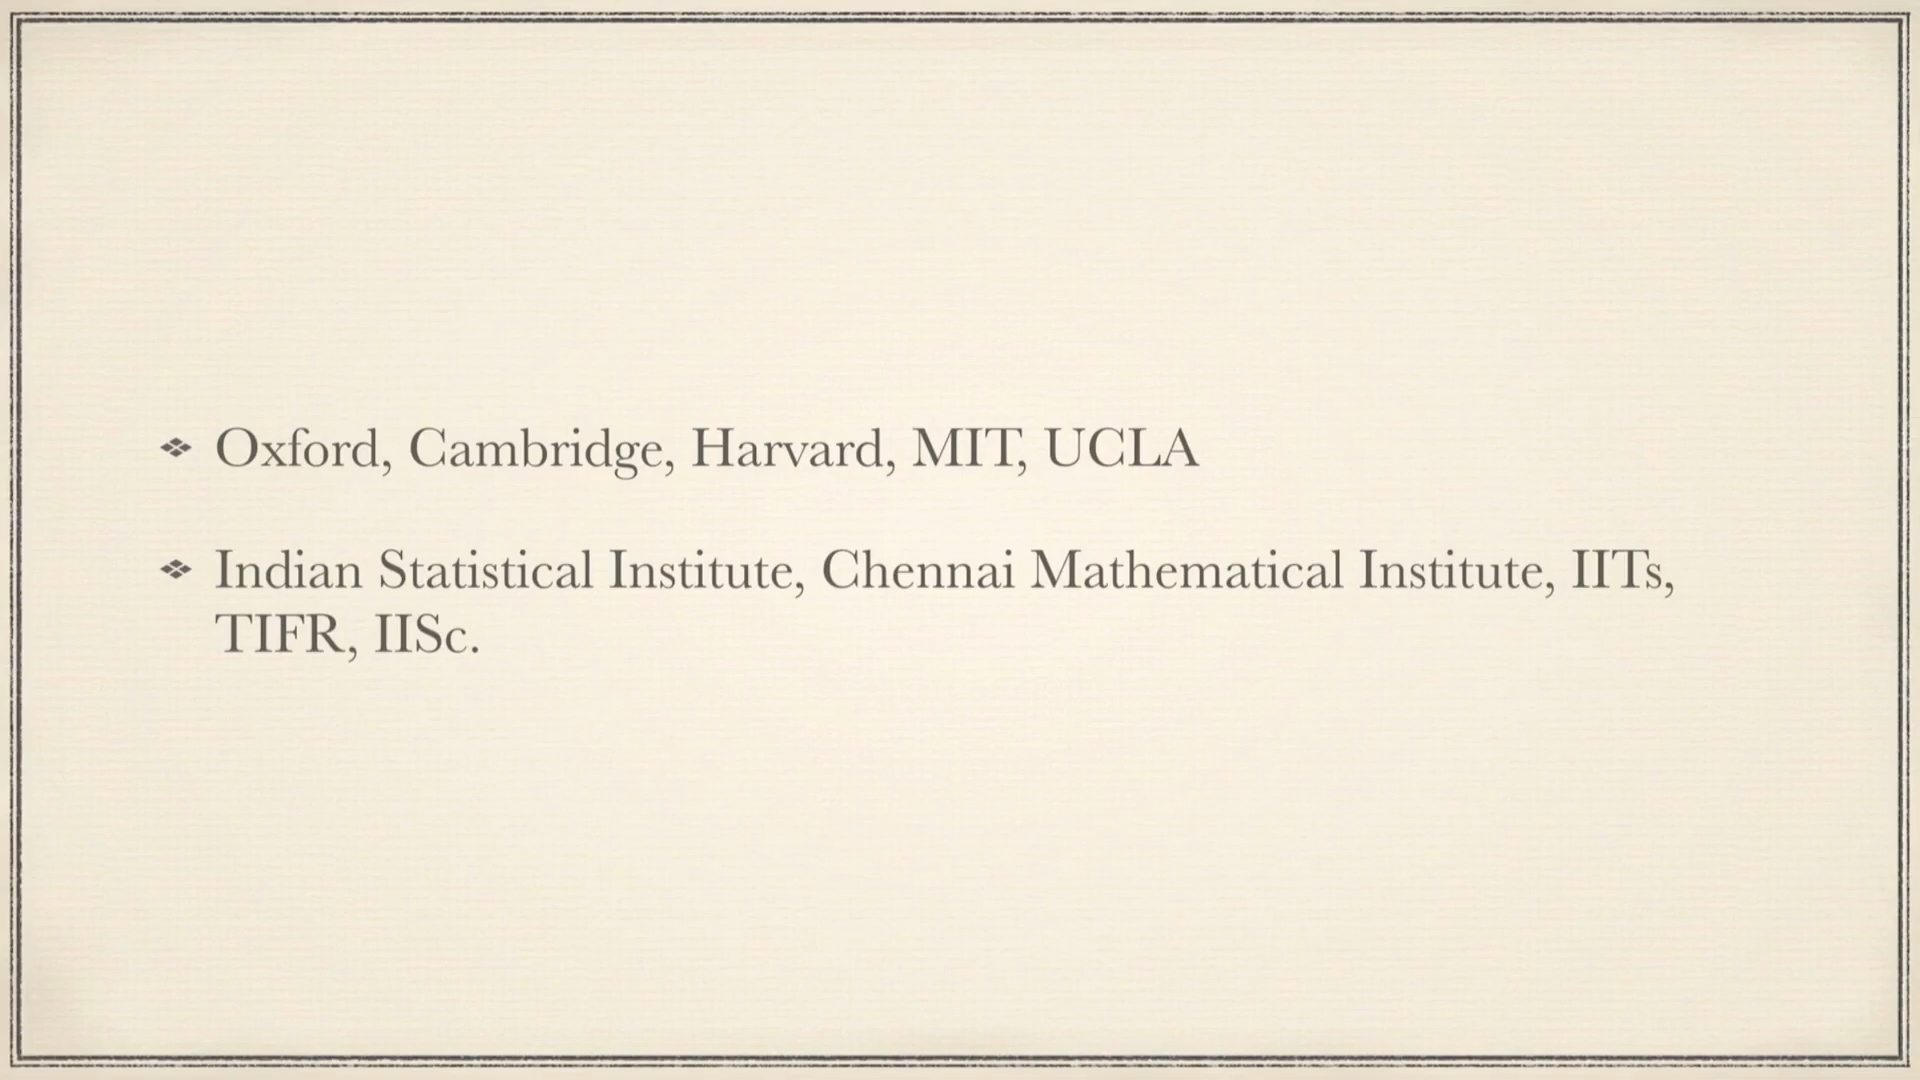 ❖ Oxford, Cambridge, Harvard, MIT, UCLA
❖ Indian Statistical Institute, Chennai Mathematical Institute, IITs,
TIFR, IISc.